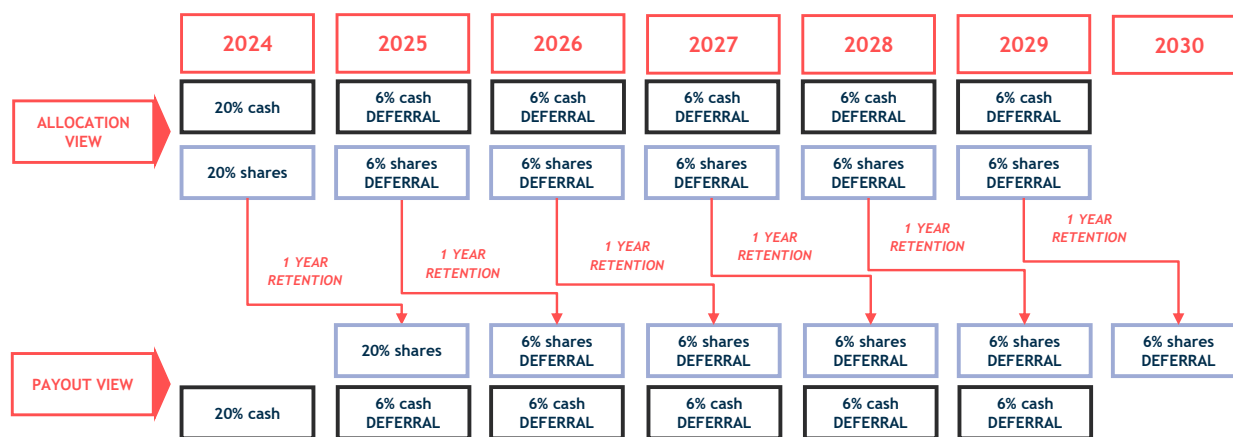 2024
2025
2026
2027
2028
2029
2030
ALLOCATION
VIEW
20% cash
6% cash
DEFERRAL
6% cash
DEFERRAL
6% cash
DEFERRAL
6% cash
DEFERRAL
6% cash
DEFERRAL
20% shares
6% shares
DEFERRAL
6% shares
DEFERRAL
6% shares
DEFERRAL
6% shares
DEFERRAL
6% shares
DEFERRAL
1 YEAR
RETENTION
1 YEAR
RETENTION
1 YEAR
RETENTION
1 YEAR
RETENTION
1 YEAR
RETENTION
1 YEAR
RETENTION
PAYOUT VIEW
20% shares
6% shares
DEFERRAL
6% shares
DEFERRAL
6% shares
DEFERRAL
6% shares
DEFERRAL
6% shares
DEFERRAL
20% cash
6% cash
DEFERRAL
6% cash
DEFERRAL
6% cash
DEFERRAL
6% cash
DEFERRAL
6% cash
DEFERRAL